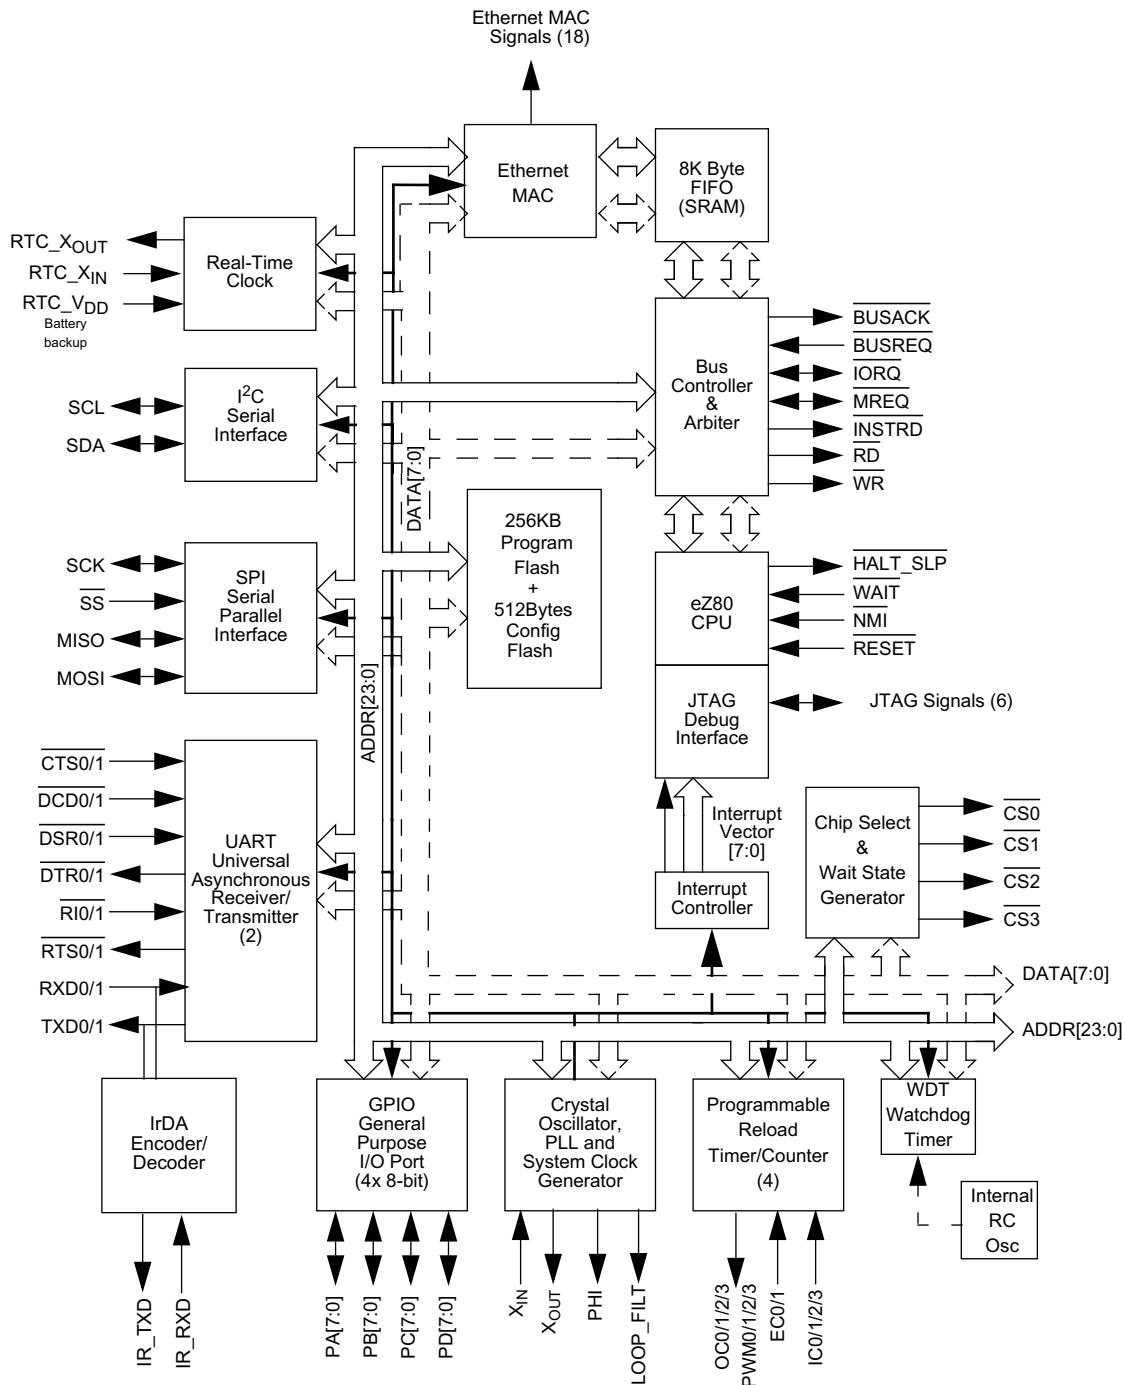 Ethernet MAC
Signals (18)
Ethernet
MAC
8K Byte
FIFO
(SRAM)
RTC_XOUT
RTC_XIN
RTC_VDD
Battery
backup
Real-Time
Clock
BUSACK
BUSREQ
IORQ
MREQ
INSTRD
RD
WR
Bus
Controller
&
Arbiter
SCL
SDA
I2C
Serial
Interface
DATA[7:0]
256KB
Program
Flash
+
512Bytes
Config
Flash
SCK
SS
MISO
MOSI
SPI
Serial
Parallel
Interface
eZ80
CPU
HALT_SLP
WAIT
NMI
RESET
ADDR[23:0]
JTAG
Debug
Interface
JTAG Signals (6)
CTS0/1
DCD0/1
DSR0/1
DTR0/1
RI0/1
RTS0/1
RXD0/1
TXD0/1
UART
Universal
Asynchronous
Receiver/
Transmitter
(2)
Interrupt
Vector
[7:0]
Interrupt
Controller
Chip Select
&
Wait State
Generator
CS0
CS1
CS2
CS3
DATA[7:0]
ADDR[23:0]
IrDA
Encoder/
Decoder
GPIO
General
Purpose
I/O Port
(4x 8-bit)
Crystal
Oscillator,
PLL and
System Clock
Generator
Programmable
Reload
Timer/Counter
(4)
WDT
Watchdog
Timer
Internal
RC
Osc
IR_TXD
IR_RXD
PA[7:0]
PB[7:0]
PC[7:0]
PD[7:0]
XIN
XOUT
PHI
LOOP_FILT
OC0/1/2/3
PWM0/1/2/3
EC0/1
IC0/1/2/3